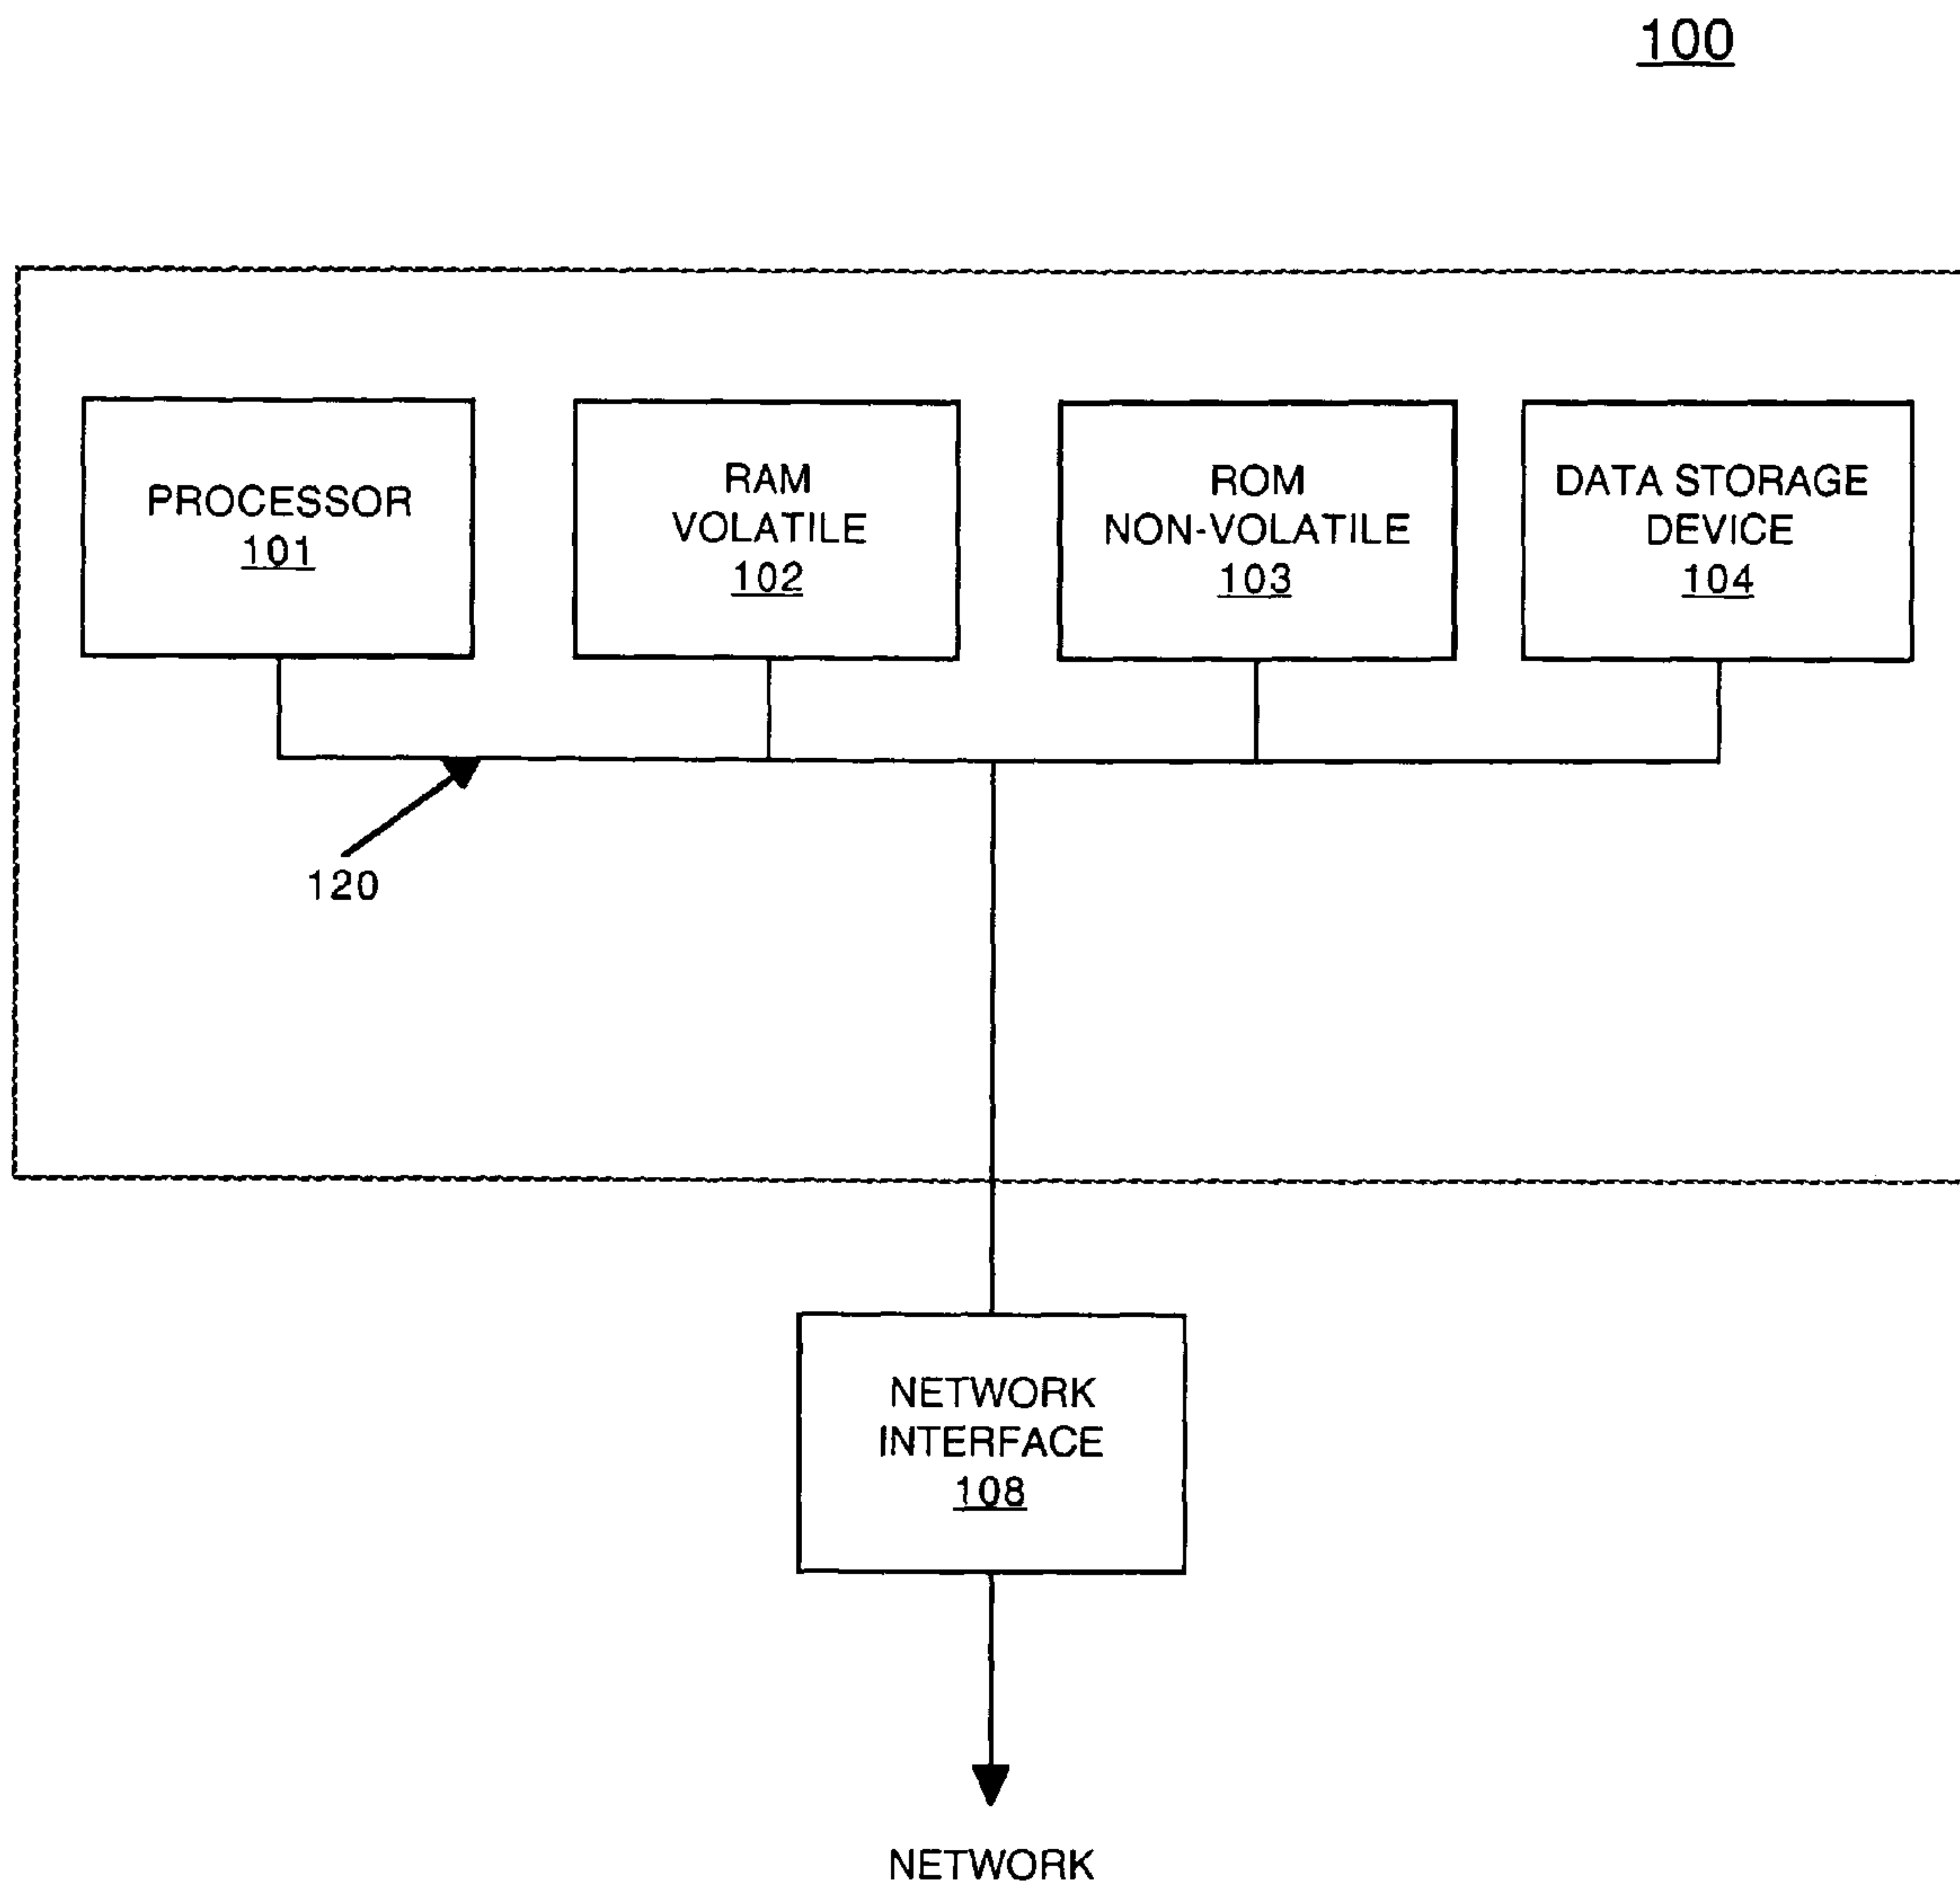 100
PROCESSOR
101
RAM
VOLATILE
102
ROM
NON-VOLATILE
103
DATA STORAGE
DEVICE
104
120
NETWORK
INTERFACE
108
NETWORK